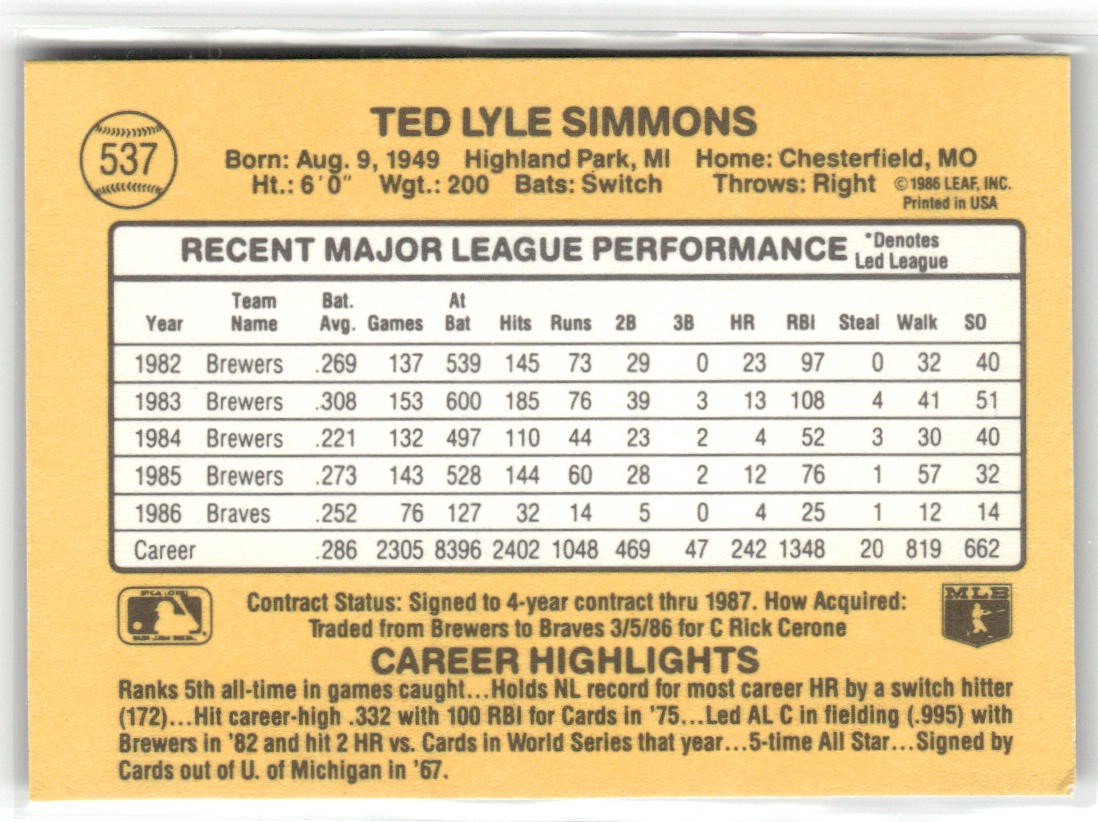 537
TED LYLE SIMMONS
Born: Aug. 9, 1949 Highland Park, MI Home: Chesterfield, MO
Ht.: 6'0" Wgt.: 200 Bats: Switch Throws: Right ©1986 LEAF, INC.
Printed in USA
RECENT MAJOR LEAGUE PERFORMANCE *Denotes
Led League
Team Bat. At
Year Name Avg. Games Bat Hits Runs 2B 3B HR RBI Steal Walk SO
1982 Brewers .269 137 539 145 73 29 0 23 97 0 32 40
1983 Brewers .308 153 600 185 76 39 3 13 108 4 41 51
1984 Brewers .221 132 497 110 44 23 2 4 52 3 30 40
1985 Brewers .273 143 528 144 60 28 2 12 76 1 57 32
1986 Braves .252 76 127 32 14 5 0 4 25 1 12 14
Career .286 2305 8396 2402 1048 469 47 242 1348 20 819 662
Contract Status: Signed to 4-year contract thru 1987. How Acquired:
Traded from Brewers to Braves 3/5/86 for C Rick Cerone
MLB
CAREER HIGHLIGHTS
Ranks 5th all-time in games caught...Holds NL record for most career HR by a switch hitter
(172)...Hit career-high .332 with 100 RBI for Cards in '75...Led AL C in fielding (.995) with
Brewers in '82 and hit 2 HR vs. Cards in World Series that year...5-time All Star...Signed by
Cards out of U. of Michigan in '67.